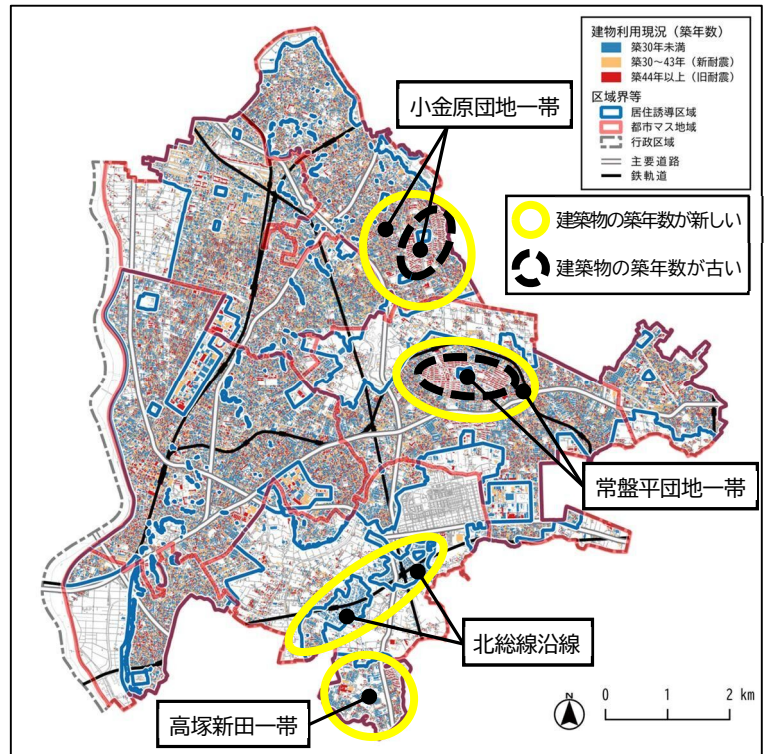 建物利用現況（築年数）
築30年未満
築30～43年（新耐震）
築44年以上（旧耐震）
区域界等
居住誘導区域
都市マス地域
行政区域
主要道路
鉄軌道
小金原団地一帯
建築物の築年数が新しい
建築物の築年数が古い
常盤平団地一帯
北総線沿線
高塚新田一帯
N
0 1 2 km